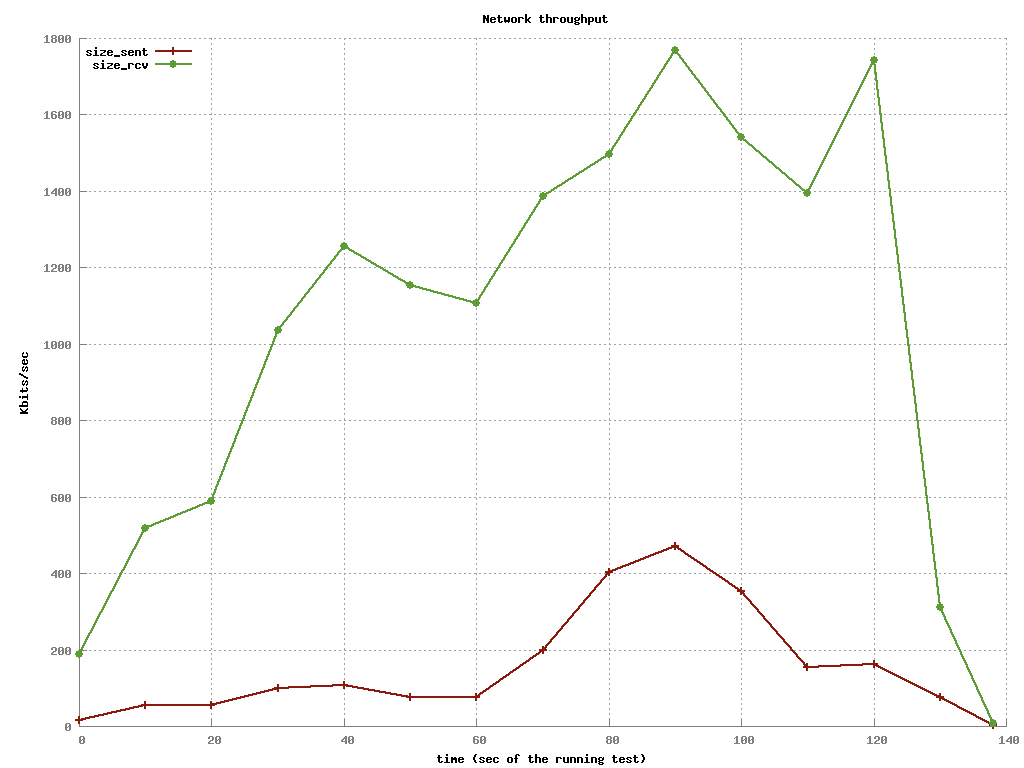 Network throughput
1800
size_sent
size_rcv
1600
1400
1200
1000
Kbits/sec
800
600
400
200
0
0 20 40 60 80 100 120 140
time (sec of the running test)